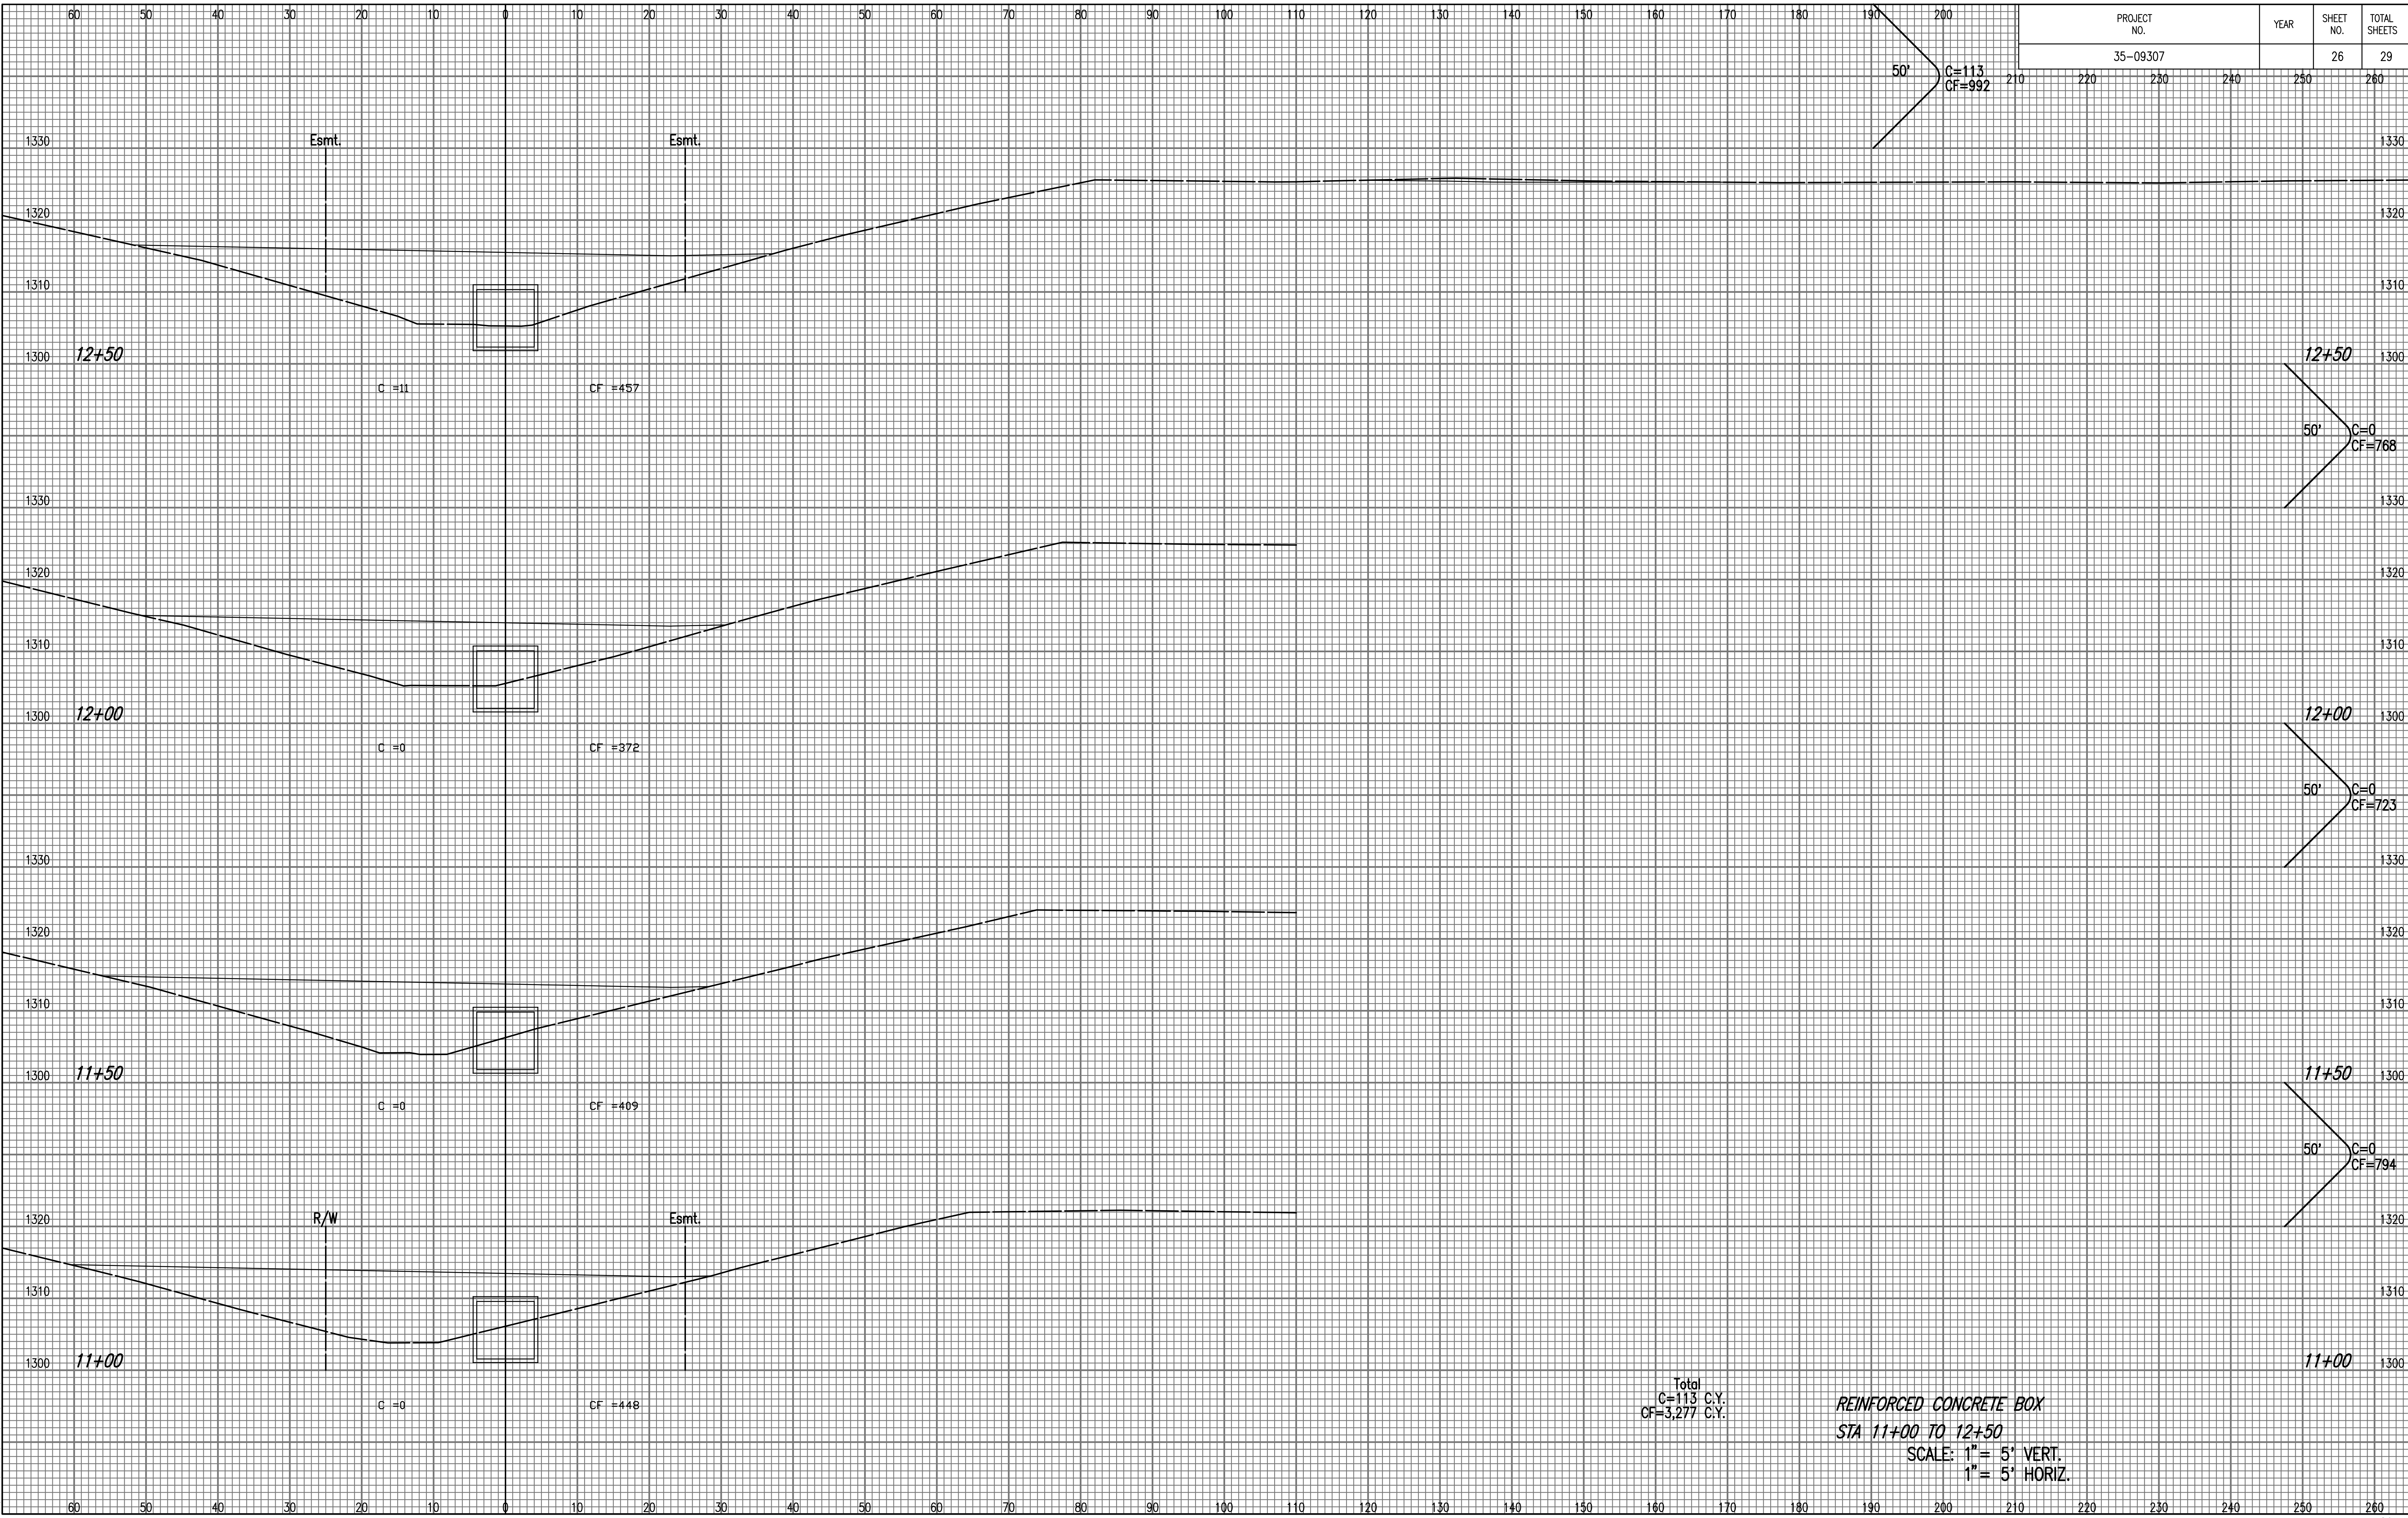 60 50 40 30 20 10 0 10 20 30 40 50 60 70 80 90 100 110 120 130 140 150 160 170 180 190 200
PROJECT NO. YEAR SHEET NO. TOTAL SHEETS
35-09307 26 29
210 220 230 240 250 260
50' C=113
CF=992
1330 Esmt. Esmt. 1330
1320 1320
1310 1310
1300 12+50 12+50 1300
C =11 CF =457
50' C=0
CF=768
1330 1330
1320 1320
1310 1310
1300 12+00 12+00 1300
C =0 CF =372
50' C=0
CF=723
1330 1330
1320 1320
1310 1310
1300 11+50 11+50 1300
C =0 CF =409
50' C=0
CF=794
1320 R/W Esmt. 1320
1310 1310
1300 11+00 11+00 1300
C =0 CF =448
Total
C=113 C.Y.
CF=3,277 C.Y.
REINFORCED CONCRETE BOX
STA 11+00 TO 12+50
SCALE: 1"= 5' VERT.
1"= 5' HORIZ.
60 50 40 30 20 10 0 10 20 30 40 50 60 70 80 90 100 110 120 130 140 150 160 170 180 190 200 210 220 230 240 250 260